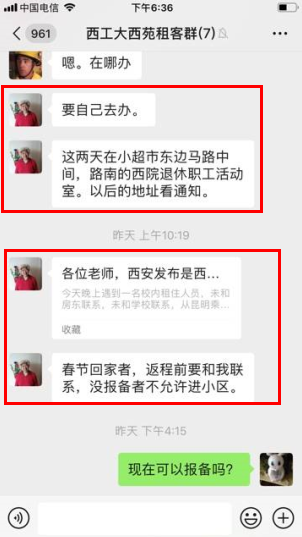 中国电信
下午6:36
961
西工大西苑租客群(7)
嗯。在哪办
要自己去办。
这两天在小超市东边马路中
间，路南的西院退休职工活动
室。以后的地址看通知。
昨天 上午10:19
各位老师，西安发布是西...
今天晚上遇到一名校内租住人员，未和
房东联系，未和学校联系，从昆明乘...
收藏
春节回家者，返程前要和我联
系，没报备者不允许进小区。
昨天 下午4:15
现在可以报备吗?